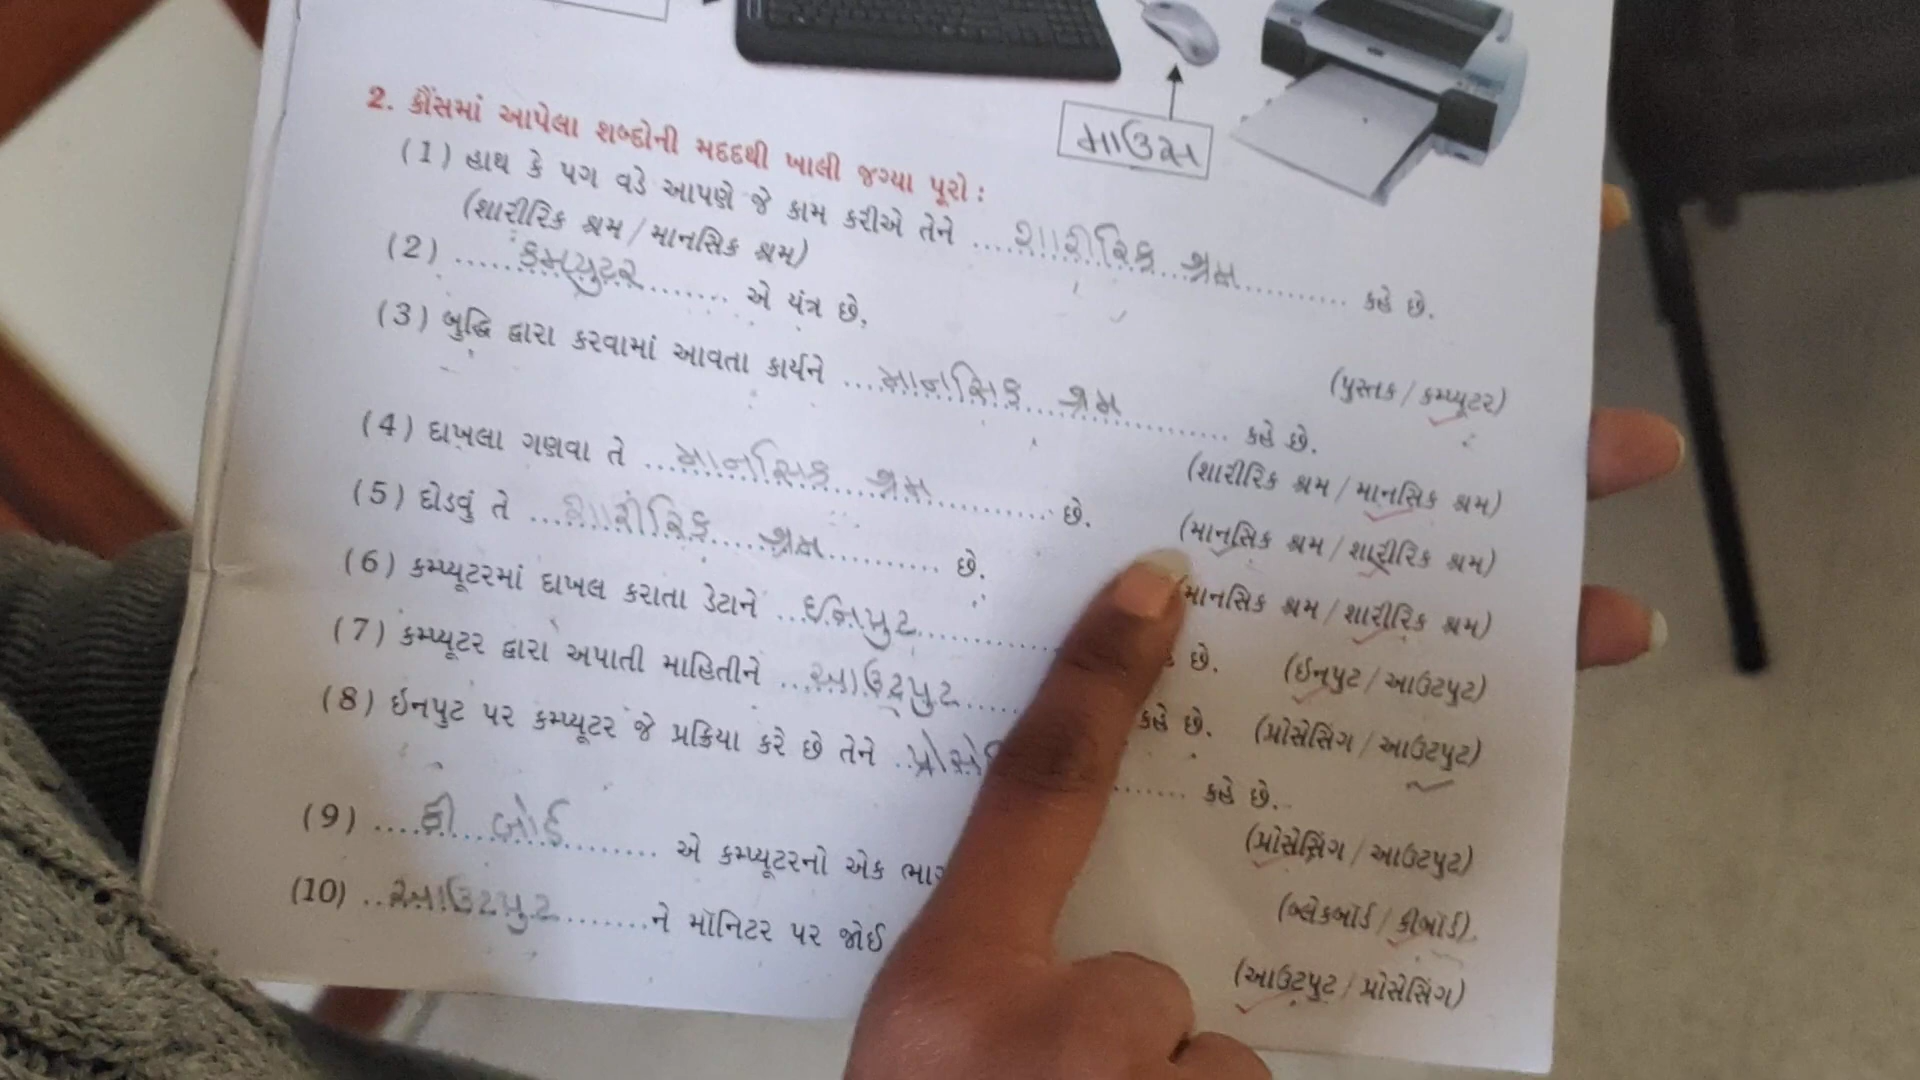 માઉસ
2. કૌંસમાં આપેલા શબ્દોની મદદથી ખાલી જગ્યા પૂરો :
(1) હાથ કે પગ વડે આપણે જે કામ કરીએ તેને .... શારીરિક શ્રમ .......... કહે છે.
(શારીરિક શ્રમ / માનસિક શ્રમ)
(2) ...... કમ્પ્યુટર ....... એ યંત્ર છે.
(પુસ્તક / કમ્પ્યૂટર)
(3) બુદ્ધિ દ્વારા કરવામાં આવતા કાર્યને ... માનસિક શ્રમ .......... કહે છે.
(શારીરિક શ્રમ / માનસિક શ્રમ)
(4) દાખલા ગણવા તે ... માનસિક શ્રમ .......... છે.
(માનસિક શ્રમ / શારીરિક શ્રમ)
(5) દોડવું તે ... શારીરિક શ્રમ .......... છે.
(માનસિક શ્રમ / શારીરિક શ્રમ)
(6) કમ્પ્યૂટરમાં દાખલ કરાતા ડેટાને ... ઈનપુટ .......... છે. (ઈનપુટ / આઉટપુટ)
(7) કમ્પ્યૂટર દ્વારા અપાતી માહિતીને ... આઉટપુટ ..... કહે છે. (પ્રોસેસિંગ / આઉટપુટ)
(8) ઇનપુટ પર કમ્પ્યૂટર જે પ્રક્રિયા કરે છે તેને .. ....... કહે છે.
(પ્રોસેસિંગ / આઉટપુટ)
(9) .... કી બોર્ડ ....... એ કમ્પ્યૂટરનો એક
(બ્લેકબૉર્ડ / કીબૉર્ડ)
(10) .. આઉટપુટ ....... ને મૉનિટર પર જોઈ
(આઉટપુટ / પ્રોસેસિંગ)